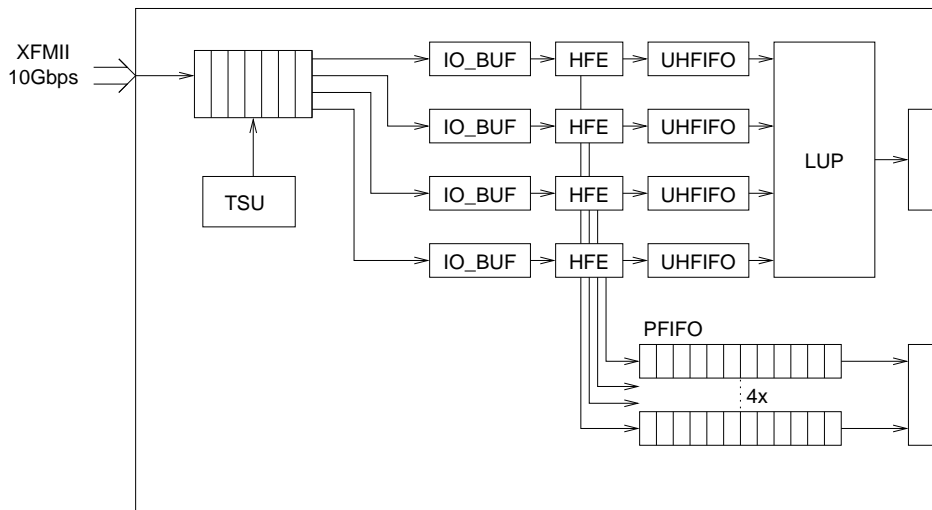 XFMII
10Gbps
TSU
IO_BUF HFE UHFIFO
IO_BUF HFE UHFIFO
IO_BUF HFE UHFIFO
IO_BUF HFE UHFIFO
LUP
PFIFO
4x